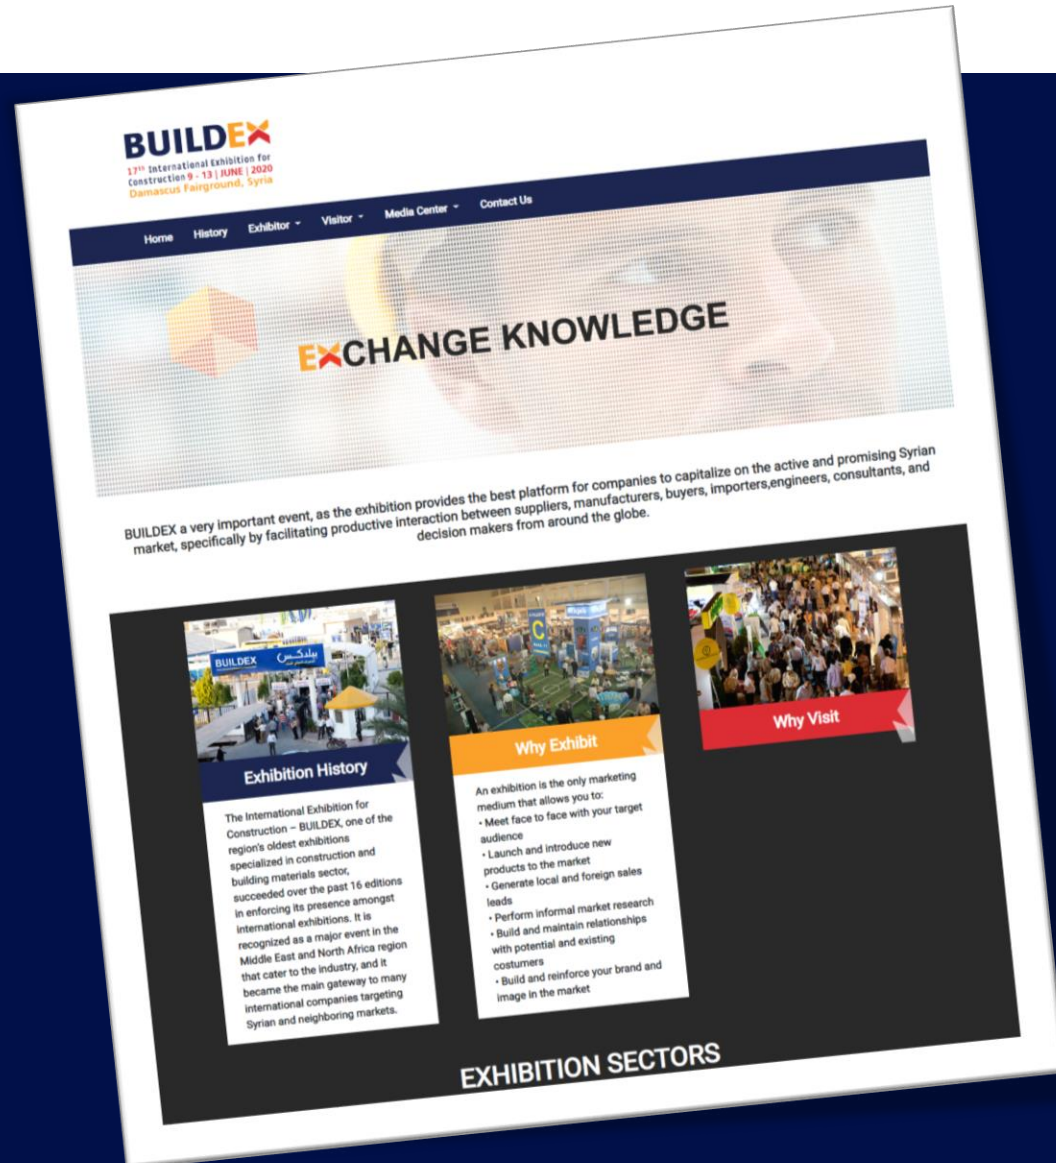 BUILDEX
17th International Exhibition for
Construction 9 - 13 | JUNE | 2020
Damascus Fairground, Syria
Home History Exhibitor Visitor Media Center Contact Us
EXCHANGE KNOWLEDGE
BUILDEX a very important event, as the exhibition provides the best platform for companies to capitalize on the active and promising Syrian
market, specifically by facilitating productive interaction between suppliers, manufacturers, buyers, importers,engineers, consultants, and
decision makers from around the globe.
BUILDEX بيلدكس
Exhibition History
The International Exhibition for
Construction – BUILDEX, one of the
region's oldest exhibitions
specialized in construction and
building materials sector,
succeeded over the past 16 editions
in enforcing its presence amongst
international exhibitions. It is
recognized as a major event in the
Middle East and North Africa region
that cater to the industry, and it
became the main gateway to many
international companies targeting
Syrian and neighboring markets.
C
Why Exhibit
An exhibition is the only marketing
medium that allows you to:
• Meet face to face with your target
audience
• Launch and introduce new
products to the market
• Generate local and foreign sales
leads
• Perform informal market research
• Build and maintain relationships
with potential and existing
costumers
• Build and reinforce your brand and
image in the market
Why Visit
EXHIBITION SECTORS